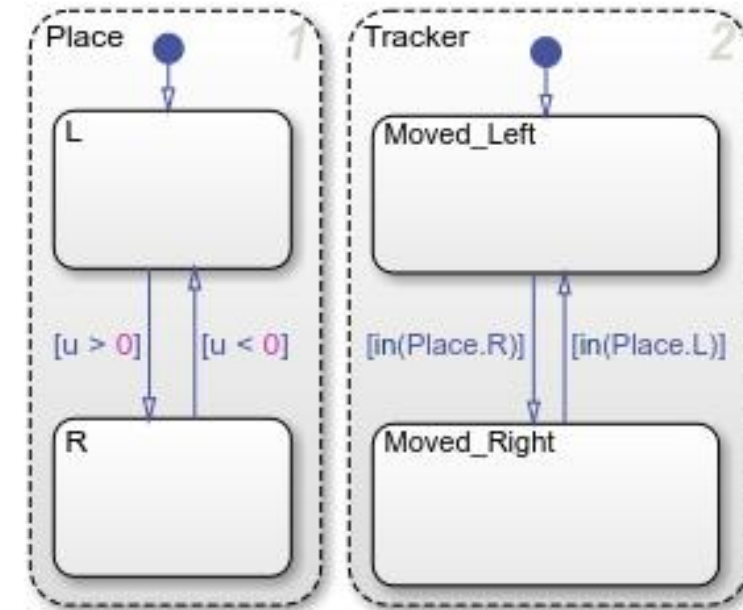 Place
1
L
[u > 0]
[u < 0]
R
Tracker
2
Moved_Left
[in(Place.R)]
[in(Place.L)]
Moved_Right